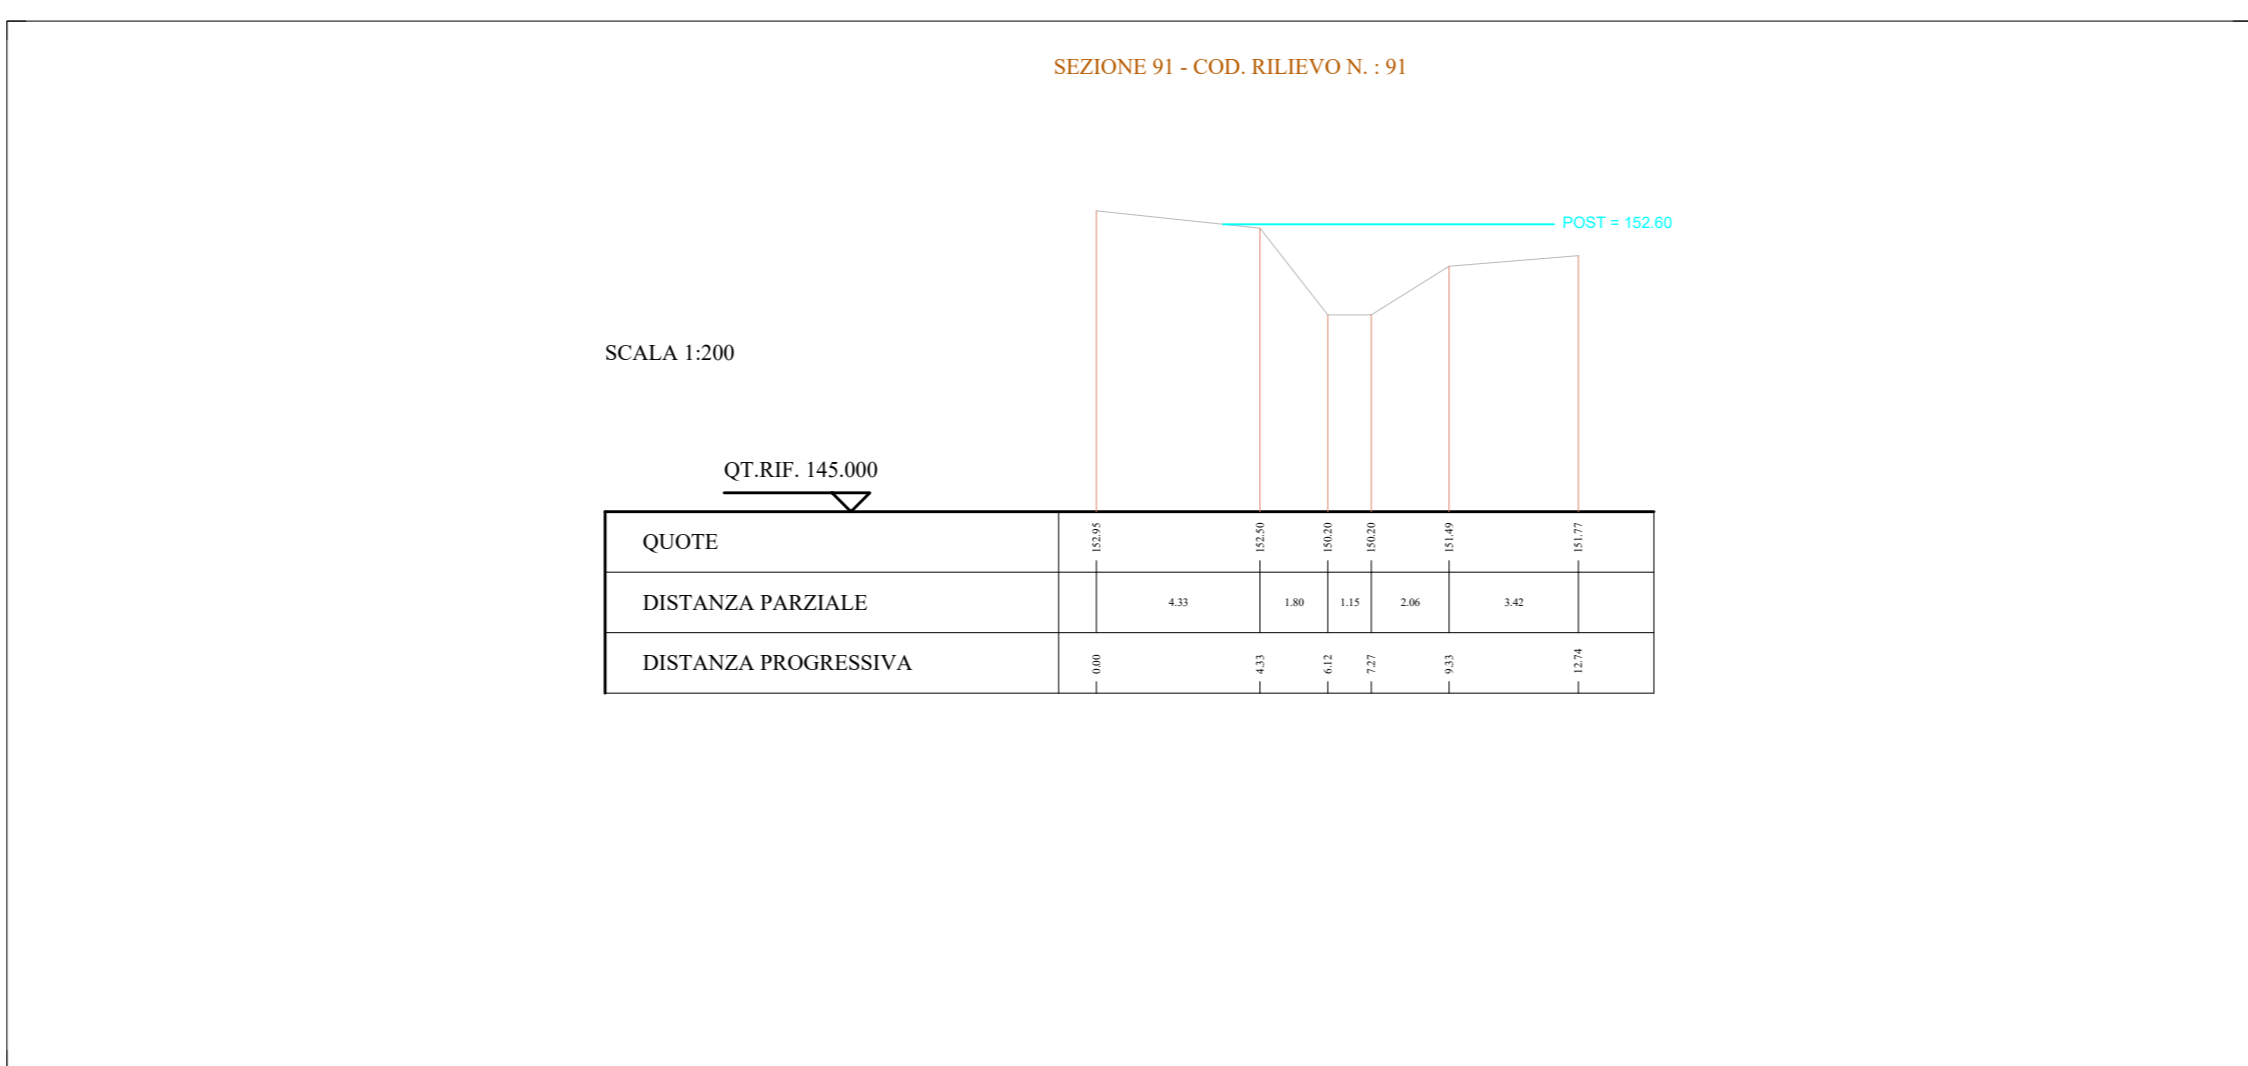 SEZIONE 91 - COD. RILIEVO N. : 91
POST = 152.60
SCALA 1:200
QT.RIF. 145.000
QUOTE 152.95 152.50 150.20 150.20 151.49 151.77
DISTANZA PARZIALE 4.33 1.80 1.15 2.06 3.42
DISTANZA PROGRESSIVA 0.00 4.33 6.12 7.27 9.33 12.74